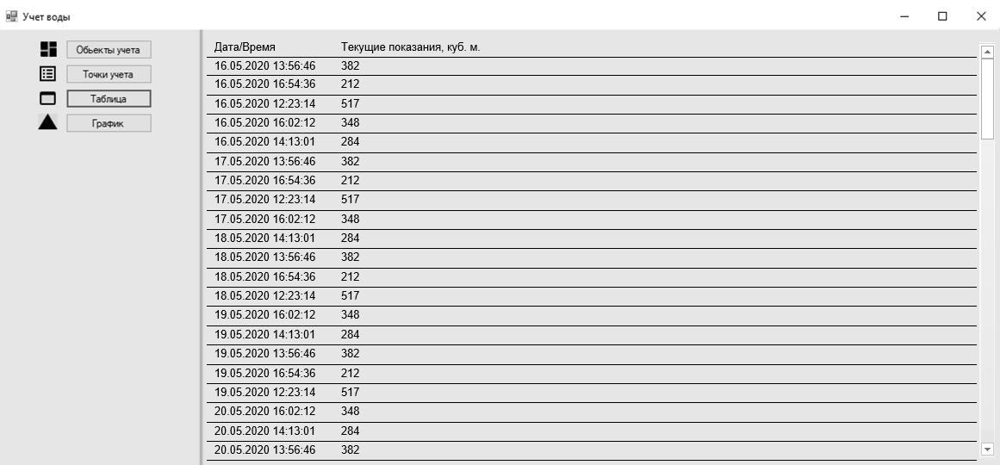 Учет воды
Обьекты учета
Точки учета
Таблица
График
Дата/Время Текущие показания, куб. м.
16.05.2020 13:56:46 382
16.05.2020 16:54:36 212
16.05.2020 12:23:14 517
16.05.2020 16:02:12 348
16.05.2020 14:13:01 284
17.05.2020 13:56:46 382
17.05.2020 16:54:36 212
17.05.2020 12:23:14 517
17.05.2020 16:02:12 348
18.05.2020 14:13:01 284
18.05.2020 13:56:46 382
18.05.2020 16:54:36 212
18.05.2020 12:23:14 517
19.05.2020 16:02:12 348
19.05.2020 14:13:01 284
19.05.2020 13:56:46 382
19.05.2020 16:54:36 212
19.05.2020 12:23:14 517
20.05.2020 16:02:12 348
20.05.2020 14:13:01 284
20.05.2020 13:56:46 382